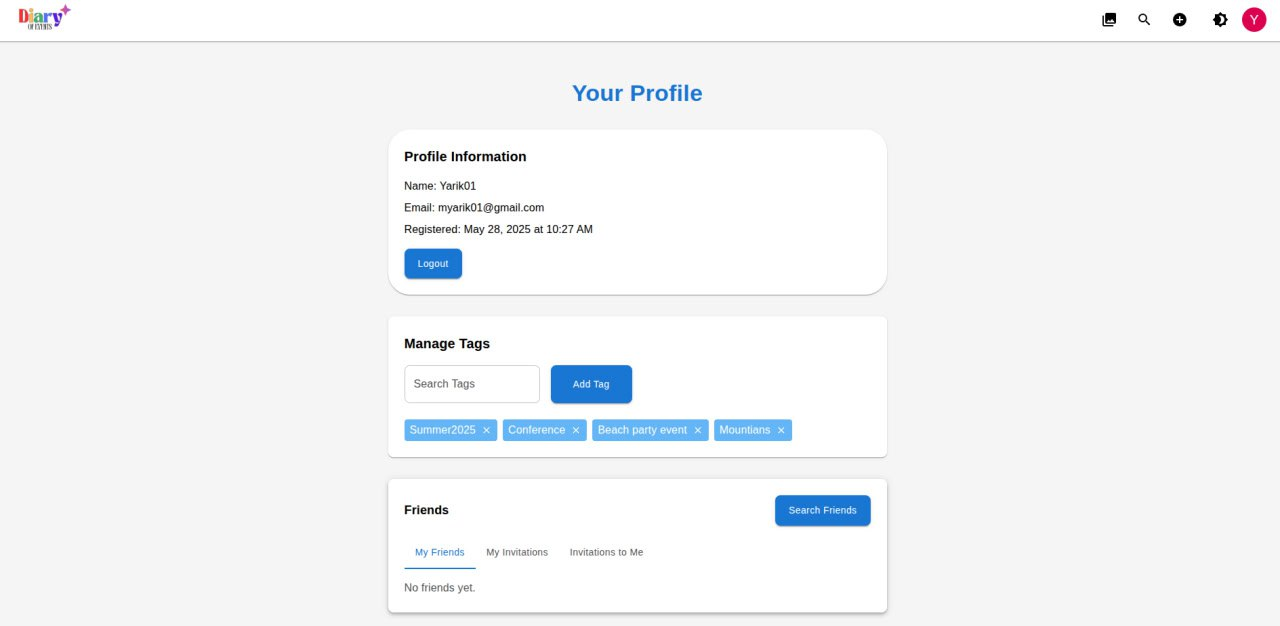 Diary
OF EVENTS
Y
Your Profile
Profile Information
Name: Yarik01
Email: myarik01@gmail.com
Registered: May 28, 2025 at 10:27 AM
Logout
Manage Tags
Search Tags
Add Tag
Summer2025 × Conference × Beach party event × Mountians ×
Friends
Search Friends
My Friends My Invitations Invitations to Me
No friends yet.